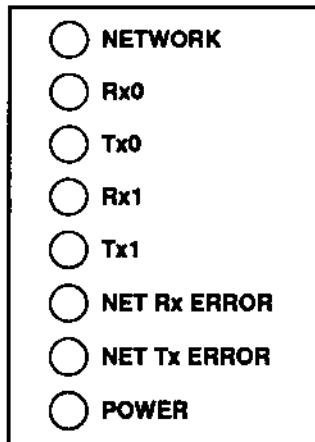 NETWORK
Rx0
Tx0
Rx1
Tx1
NET Rx ERROR
NET Tx ERROR
POWER